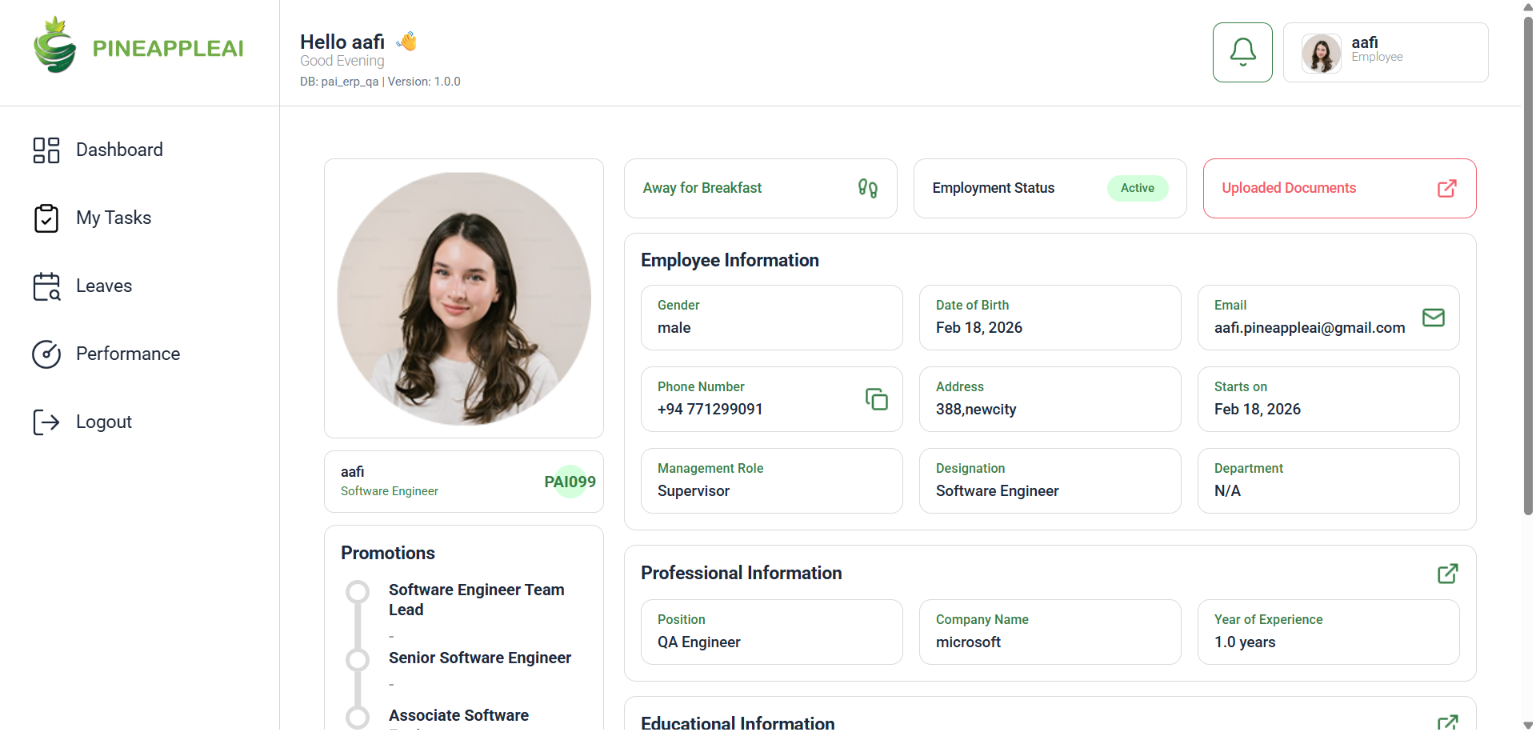 PINEAPPLEAI
Hello aafi 👋
Good Evening
DB: pai_erp_qa | Version: 1.0.0
aafi
Employee
Dashboard
My Tasks
Leaves
Performance
Logout
aafi
Software Engineer
PAI099
Promotions
Software Engineer Team
Lead
-
Senior Software Engineer
-
Associate Software
Away for Breakfast
Employment Status
Active
Uploaded Documents
Employee Information
Gender
male
Date of Birth
Feb 18, 2026
Email
aafi.pineappleai@gmail.com
Phone Number
+94 771299091
Address
388,newcity
Starts on
Feb 18, 2026
Management Role
Supervisor
Designation
Software Engineer
Department
N/A
Professional Information
Position
QA Engineer
Company Name
microsoft
Year of Experience
1.0 years
Educational Information